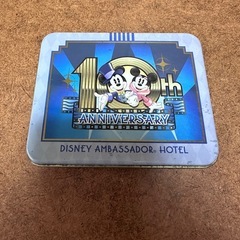 10th
ANNIVERSARY
DISNEY AMBASSADOR HOTEL